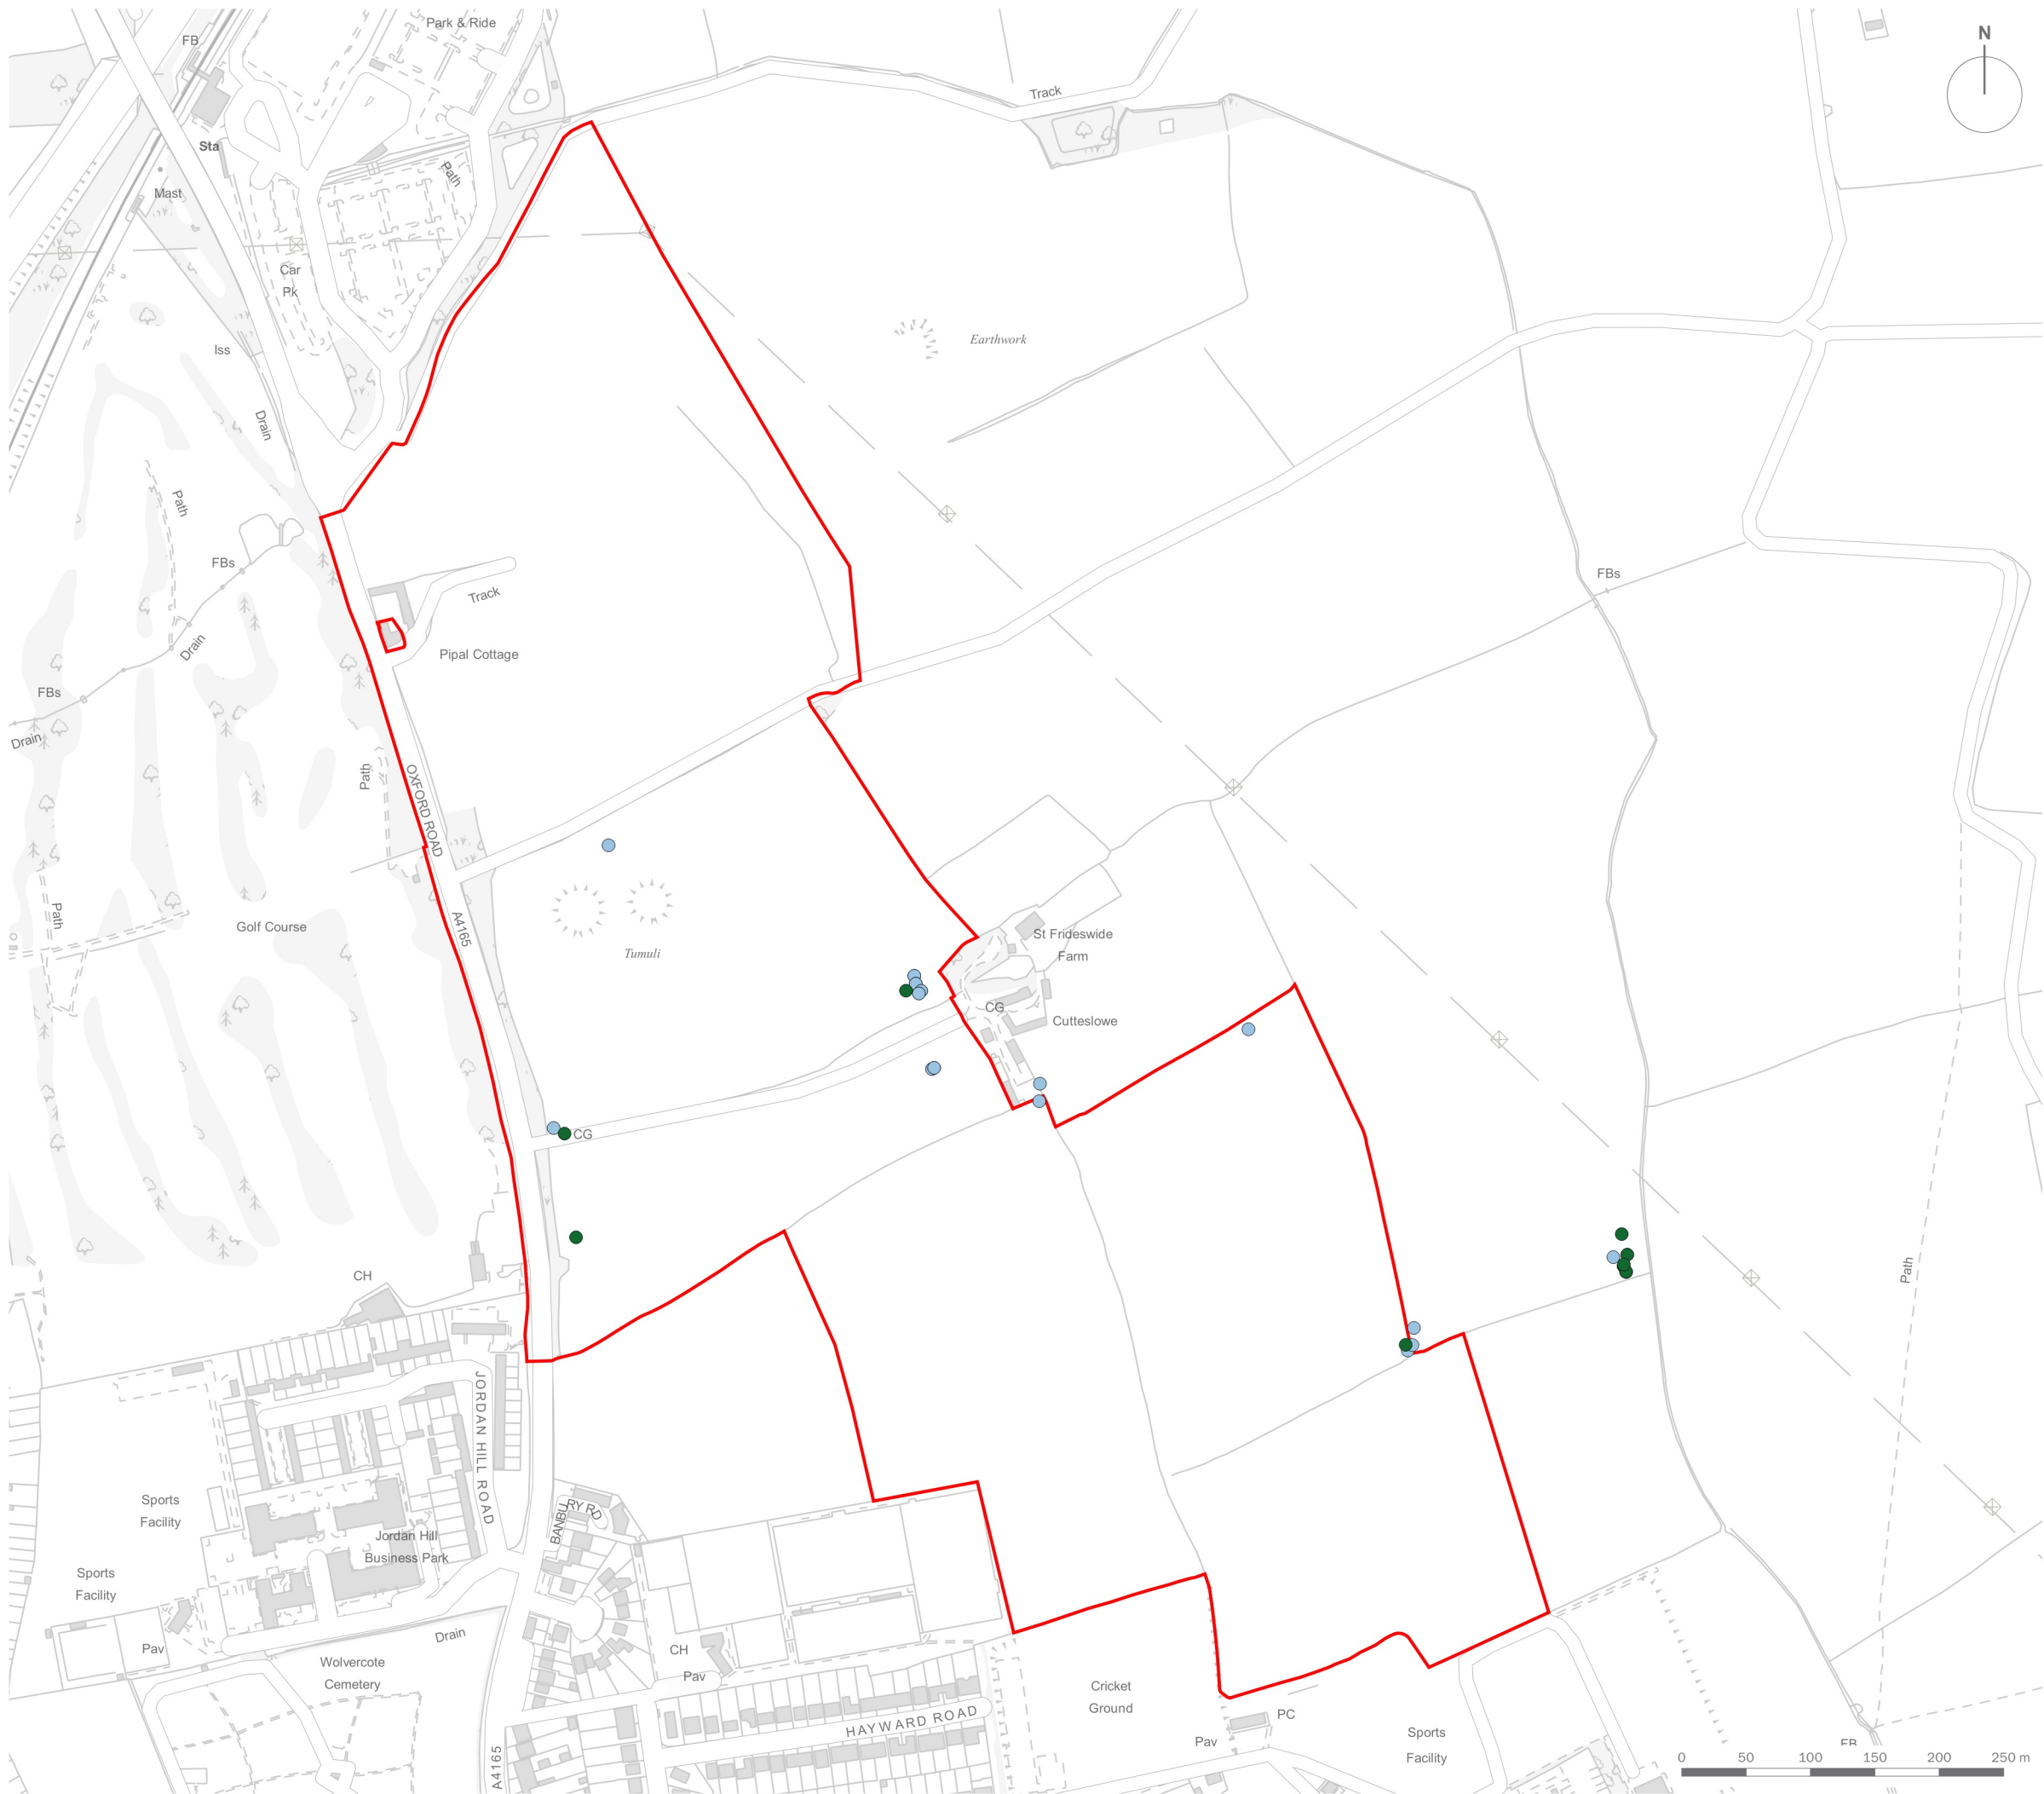 Park & Ride
FB
N
Track
Sta
Path
Mast
Car
Pk
Earthwork
Iss
Drain
Path
FBs
FBs
Track
Drain
Pipal Cottage
FBs
Drain
Path
OXFORD ROAD
Path
A4165
Golf Course
St Frideswide
Farm
Tumuli
CG
Cutteslowe
CG
Path
CH
JORDAN HILL ROAD
Sports
Facility
BANBU
RY RD
Jordan Hill
Business Park
Sports
Facility
Drain
Pav
CH
Wolvercote
Cemetery
Pav
Cricket
Ground
HAYWARD ROAD
PC
Pav
Sports
Facility
FB
A4165
0 50 100 150 200 250 m